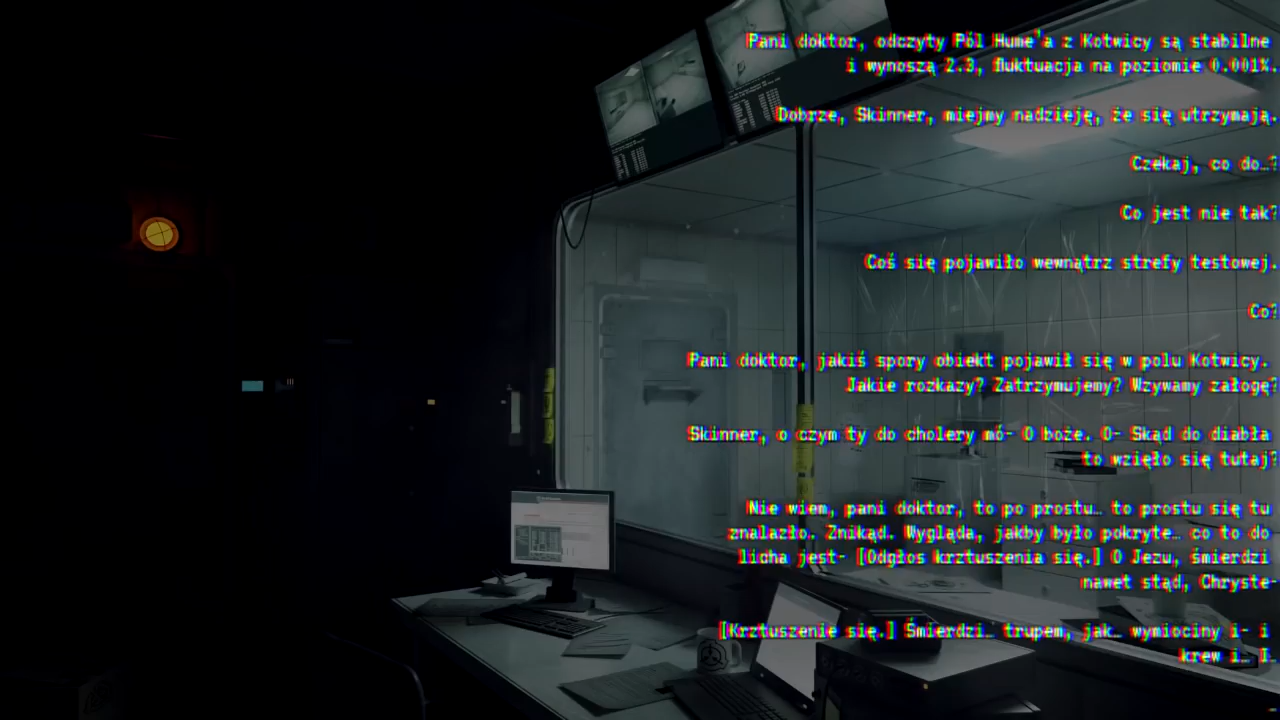 Pani doktor, odczyty Pól Hume'a z Kotwicy są stabilne
i wynoszą 2.3, fluktuacja na poziomie 0.001%.
Dobrze, Skinner, miejmy nadzieję, że się utrzymają.
Czekaj, co do…?
Co jest nie tak?
Coś się pojawiło wewnątrz strefy testowej.
Co?
Pani doktor, jakiś spory obiekt pojawił się w polu Kotwicy.
Jakie rozkazy? Zatrzymujemy? Wzywamy załogę?
Skinner, o czym ty do cholery mó- O boże. O- Skąd do diabła
to wzięło się tutaj?
Nie wiem, pani doktor, to po prostu… to prostu się tu
znalazło. Znikąd. Wygląda, jakby było pokryte… co to do
licha jest- [Odgłos krztuszenia się.] O Jezu, śmierdzi
nawet stąd, Chryste-
[Krztuszenie się.] Śmierdzi… trupem, jak… wymiociny i- i
krew i… I…